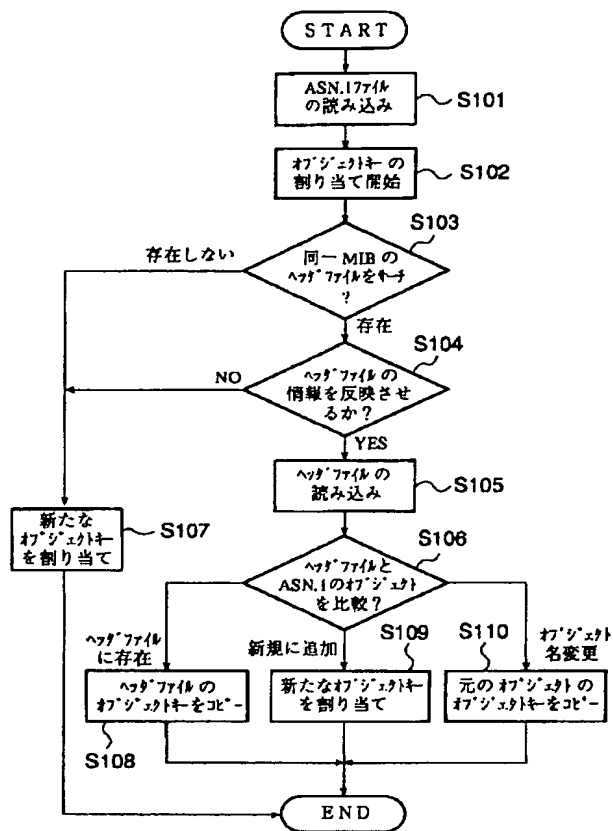 START
ASN.1ファイル
の読み込み
S101
オブジェクトキーの
割り当て開始
S102
S103
存在しない
同一 MIB の
ヘッダファイルをサーチ
?
存在
S104
NO
ヘッダファイルの
情報を反映させ
るか？
YES
ヘッダファイルの
読み込み
S105
新たな
オブジェクトキー
を割り当て
S107
S106
ヘッダファイルと
ASN.1のオブジェクト
を比較？
ヘッダファイル
に存在
新規に追加
S109
S110
オブジェクト
名変更
ヘッダファイルの
オブジェクトキーをコピー
新たなオブジェクトキー
を割り当て
元のオブジェクトの
オブジェクトキーをコピー
S108
END